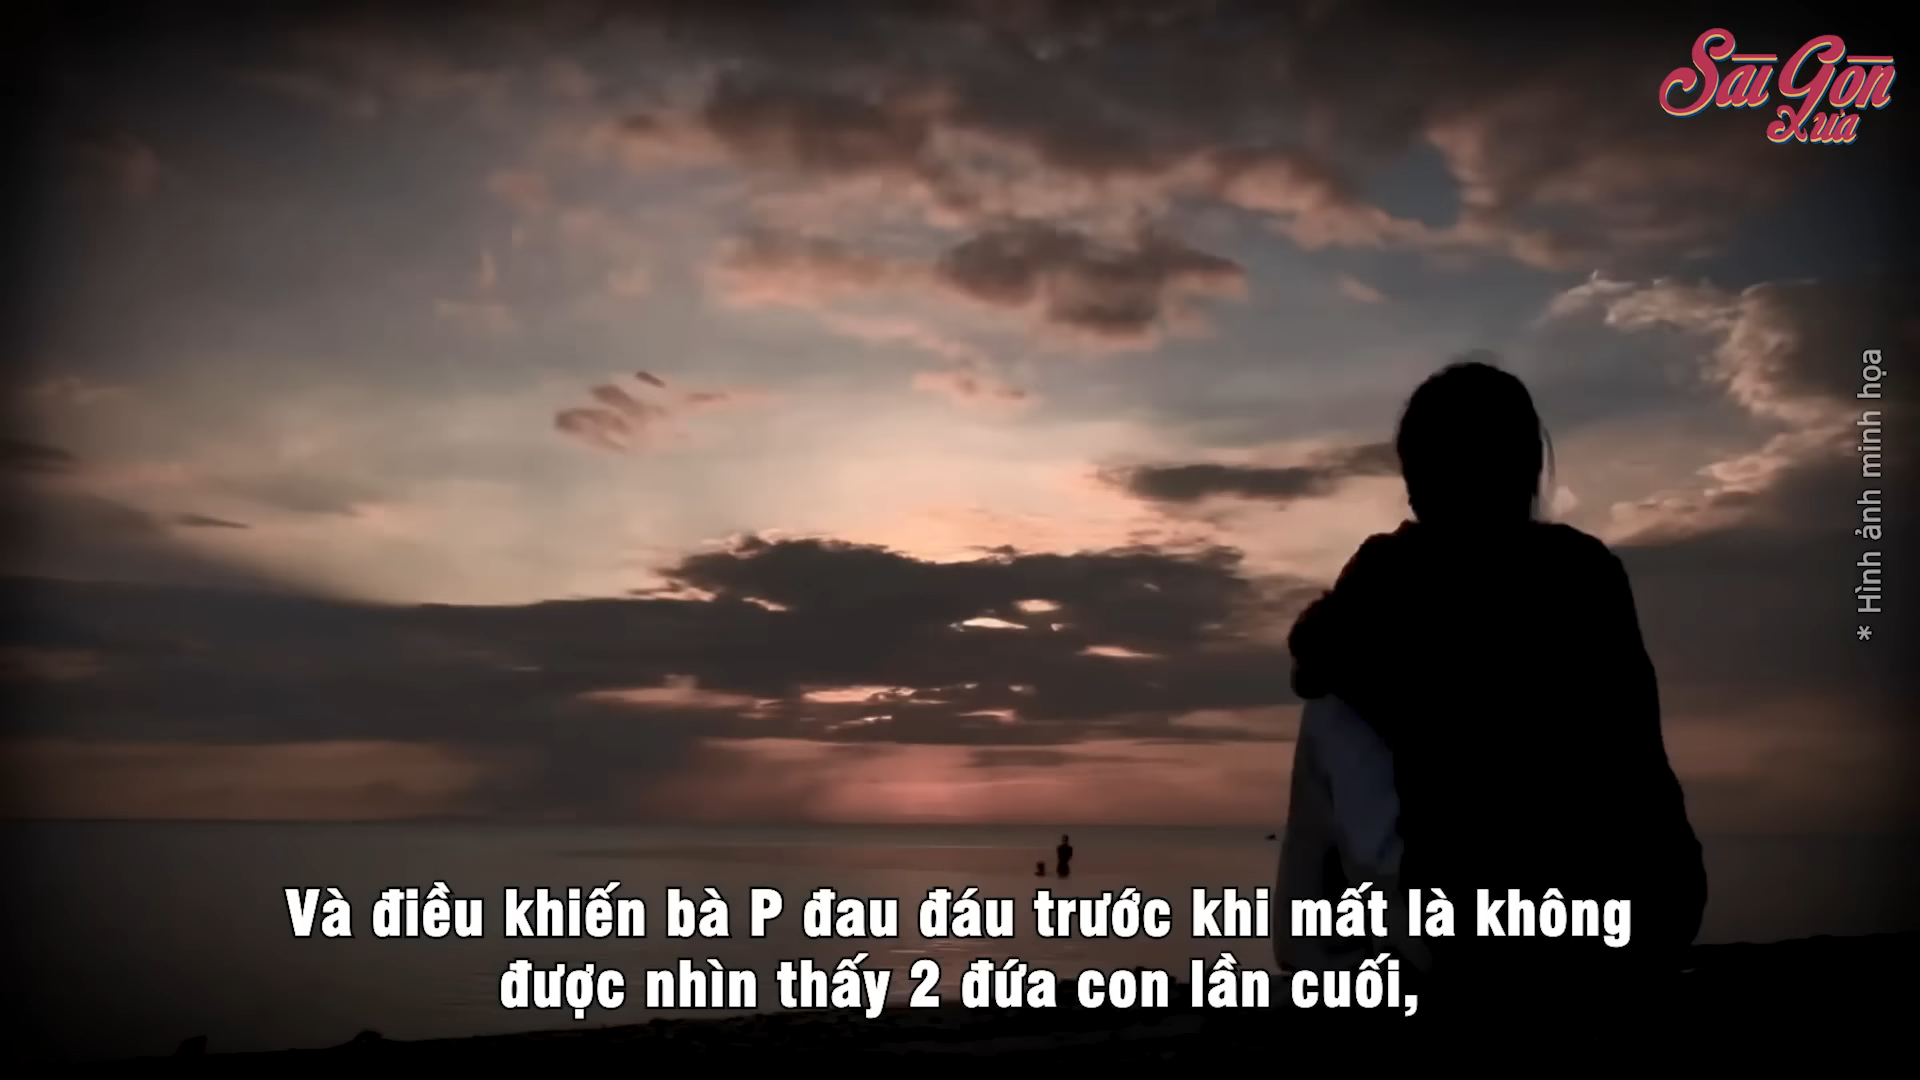 Sài Gòn
Xưa
* Hình ảnh minh họa
Và điều khiến bà P đau đáu trước khi mất là không
được nhìn thấy 2 đứa con lần cuối,